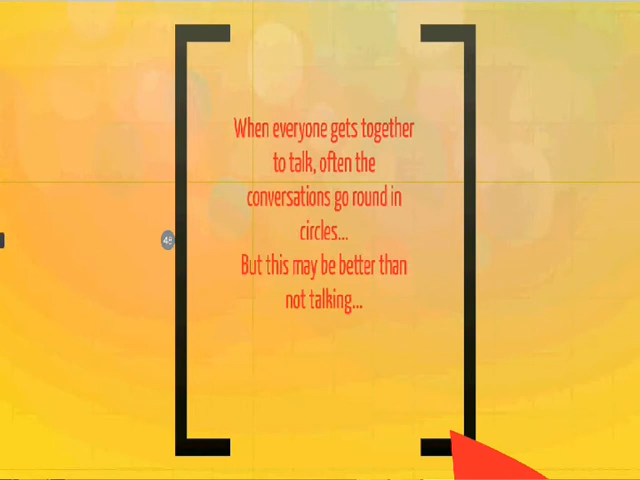 When everyone gets together
to talk, often the
conversations go round in
circles...
But this may be better than
not talking...
48